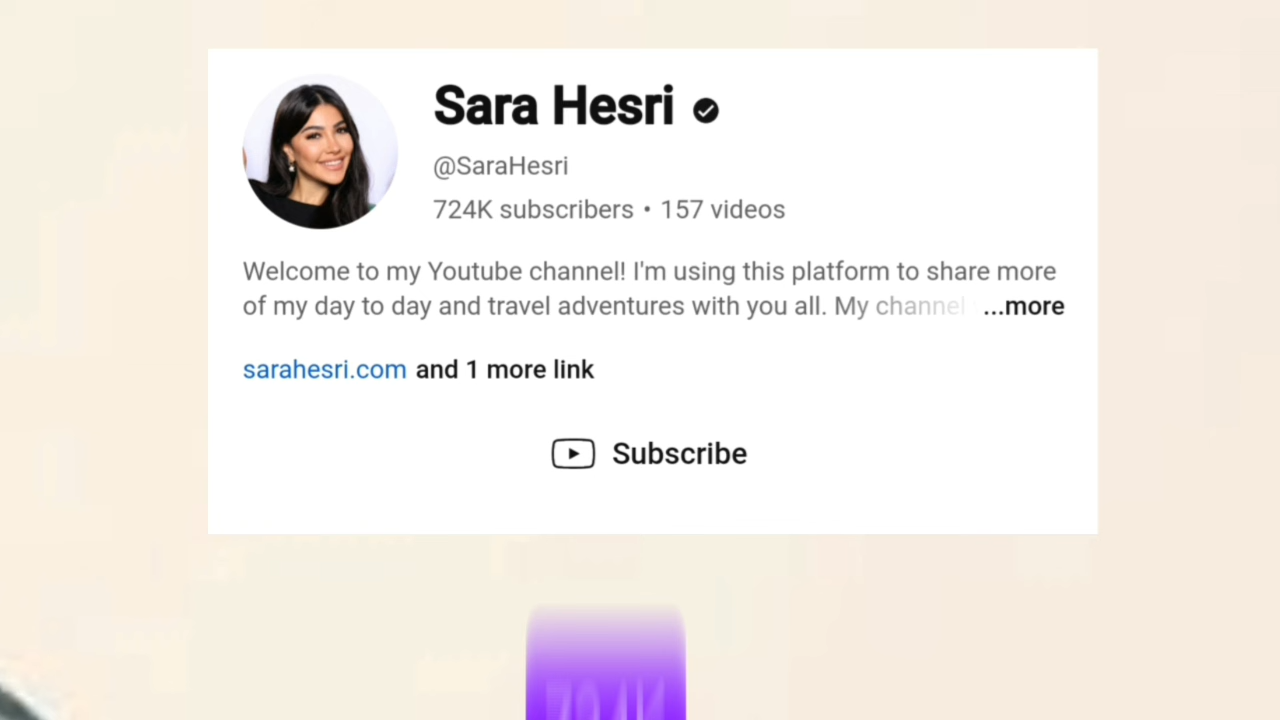 Sara Hesri
@SaraHesri
724K subscribers • 157 videos
Welcome to my Youtube channel! I'm using this platform to share more
of my day to day and travel adventures with you all. My channel ...more
sarahesri.com and 1 more link
Subscribe
724K